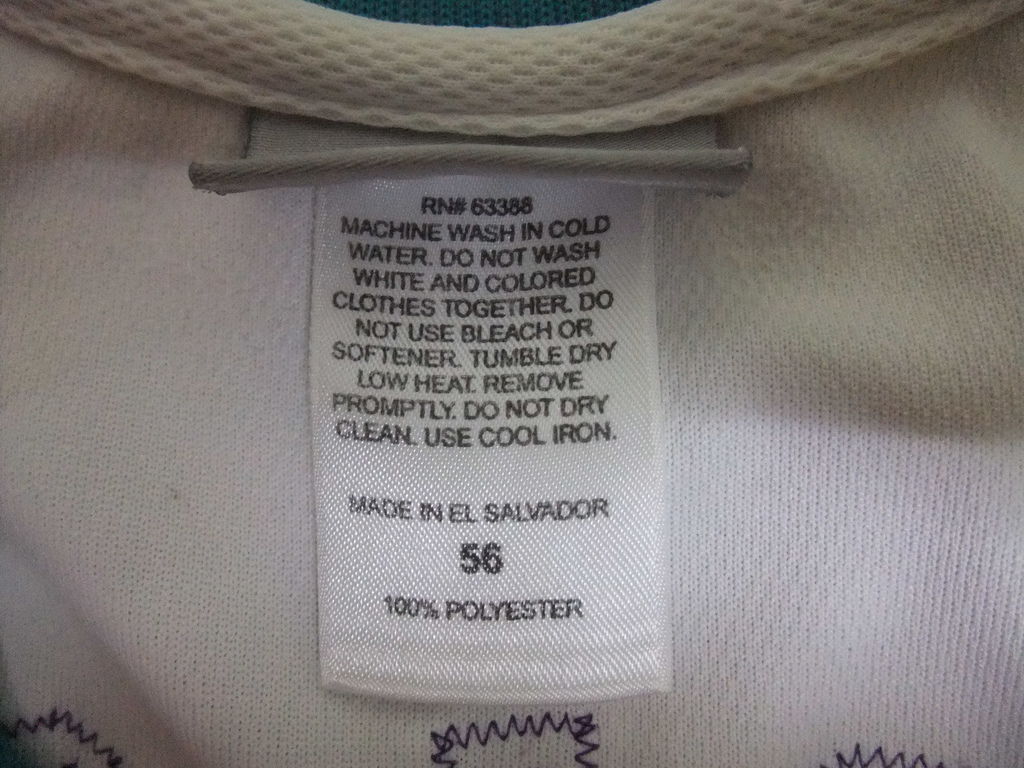 RN# 63388
MACHINE WASH IN COLD
WATER. DO NOT WASH
WHITE AND COLORED
CLOTHES TOGETHER. DO
NOT USE BLEACH OR
SOFTENER. TUMBLE DRY
LOW HEAT. REMOVE
PROMPTLY. DO NOT DRY
CLEAN. USE COOL IRON.
MADE IN EL SALVADOR
56
100% POLYESTER